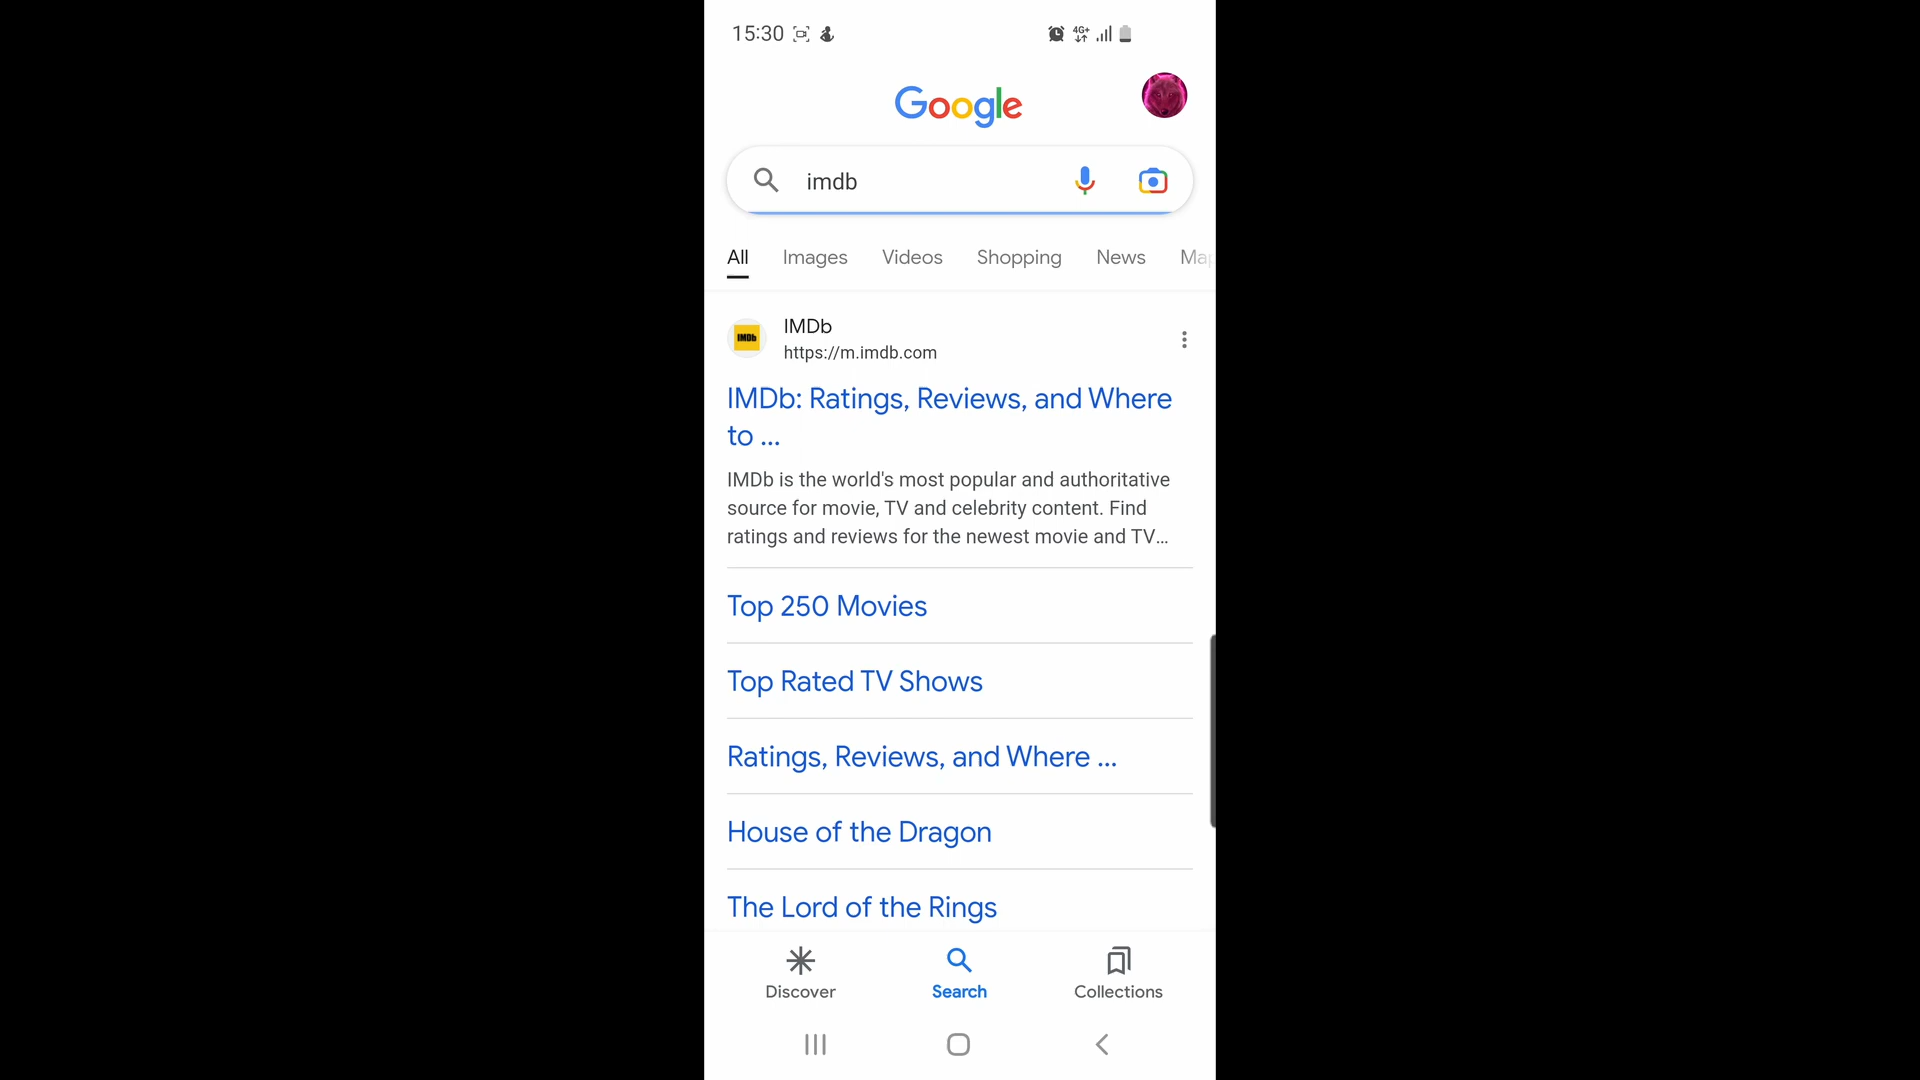 15:30
4G+
Google
imdb
All Images Videos Shopping News Map
IMDb
IMDb
https://m.imdb.com
IMDb: Ratings, Reviews, and Where
to ...
IMDb is the world's most popular and authoritative
source for movie, TV and celebrity content. Find
ratings and reviews for the newest movie and TV...
Top 250 Movies
Top Rated TV Shows
Ratings, Reviews, and Where ...
House of the Dragon
The Lord of the Rings
Discover Search Collections